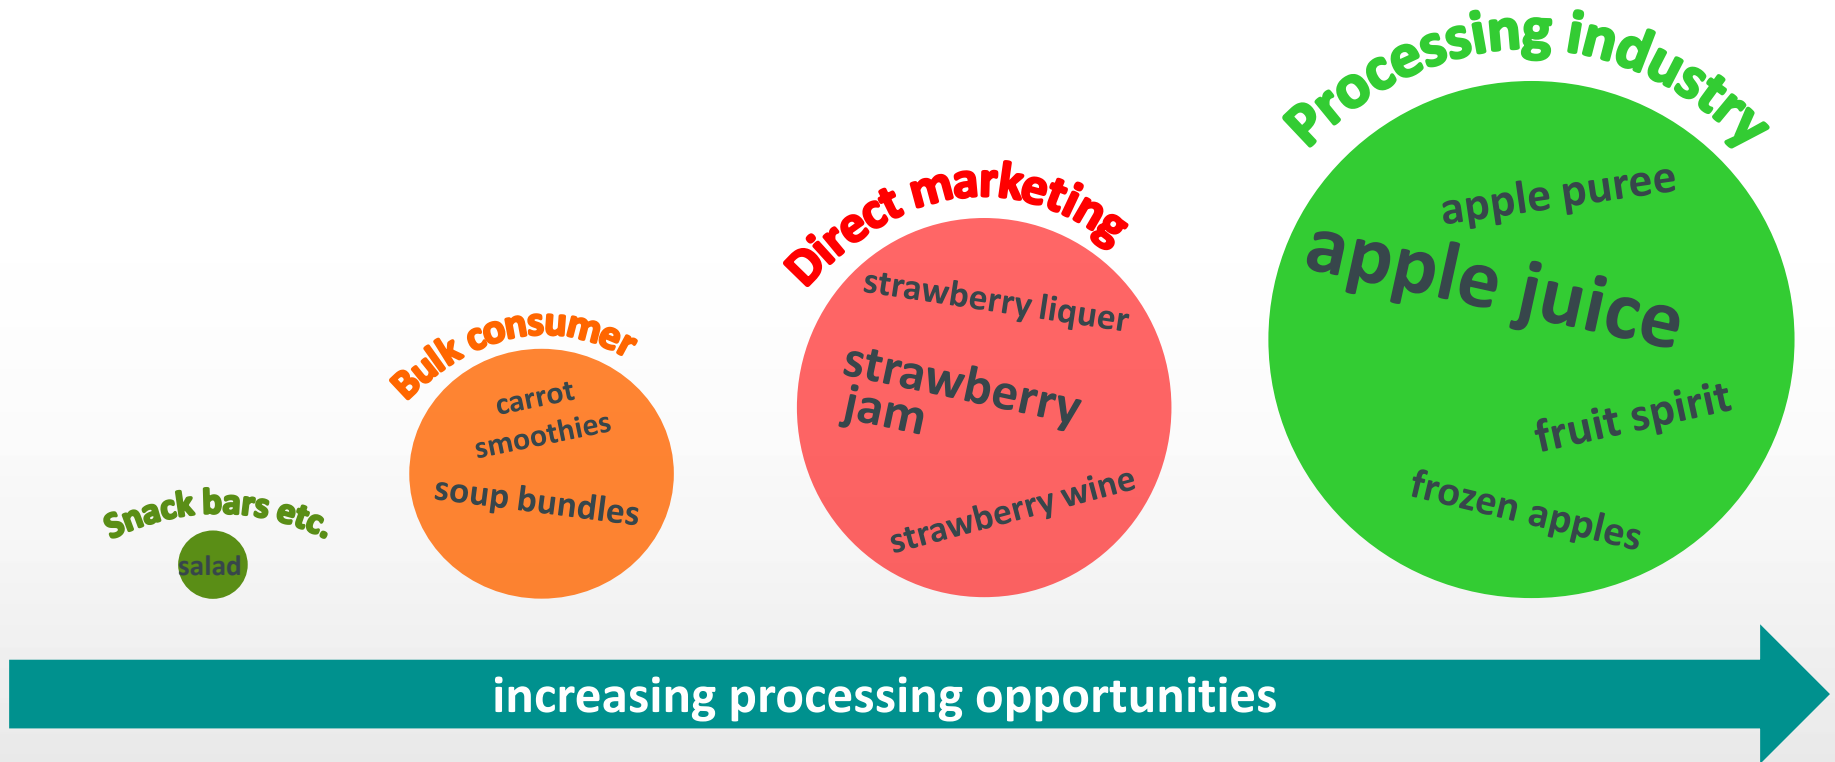 Snack bars etc.
salad
Bulk consumer
carrot
smoothies
soup bundles
Direct marketing
strawberry liquer
strawberry
jam
strawberry wine
Processing industry
apple puree
apple juice
fruit spirit
frozen apples
increasing processing opportunities